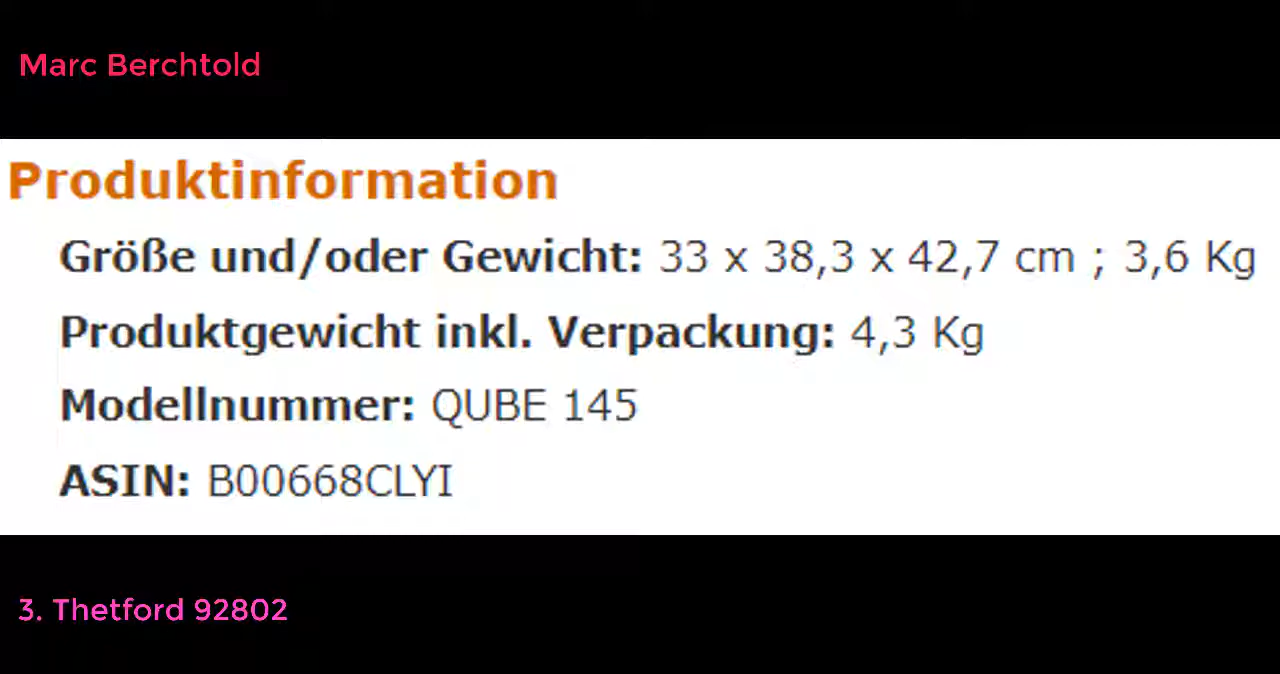 Marc Berchtold
Produktinformation
Größe und/oder Gewicht: 33 x 38,3 x 42,7 cm ; 3,6 Kg
Produktgewicht inkl. Verpackung: 4,3 Kg
Modellnummer: QUBE 145
ASIN: B00668CLYI
3. Thetford 92802